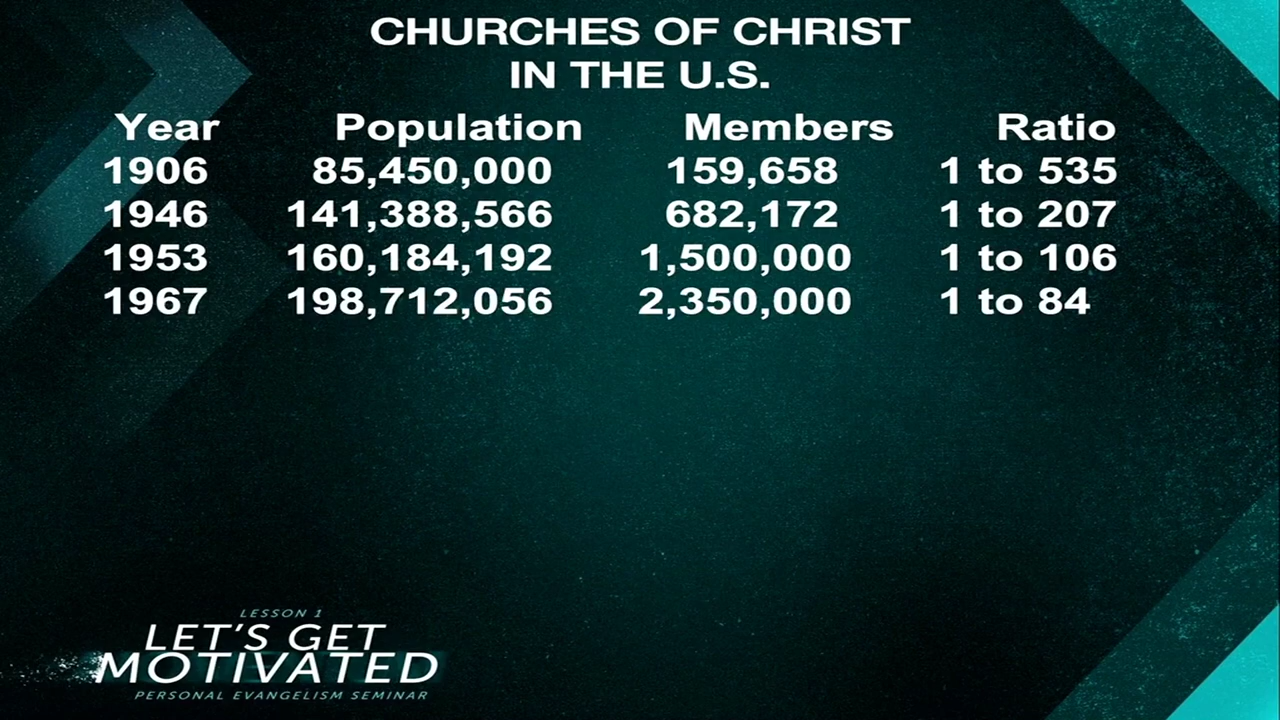 CHURCHES OF CHRIST
IN THE U.S.
Year Population Members Ratio
1906 85,450,000 159,658 1 to 535
1946 141,388,566 682,172 1 to 207
1953 160,184,192 1,500,000 1 to 106
1967 198,712,056 2,350,000 1 to 84
LESSON 1
LET'S GET
MOTIVATED
PERSONAL EVANGELISM SEMINAR